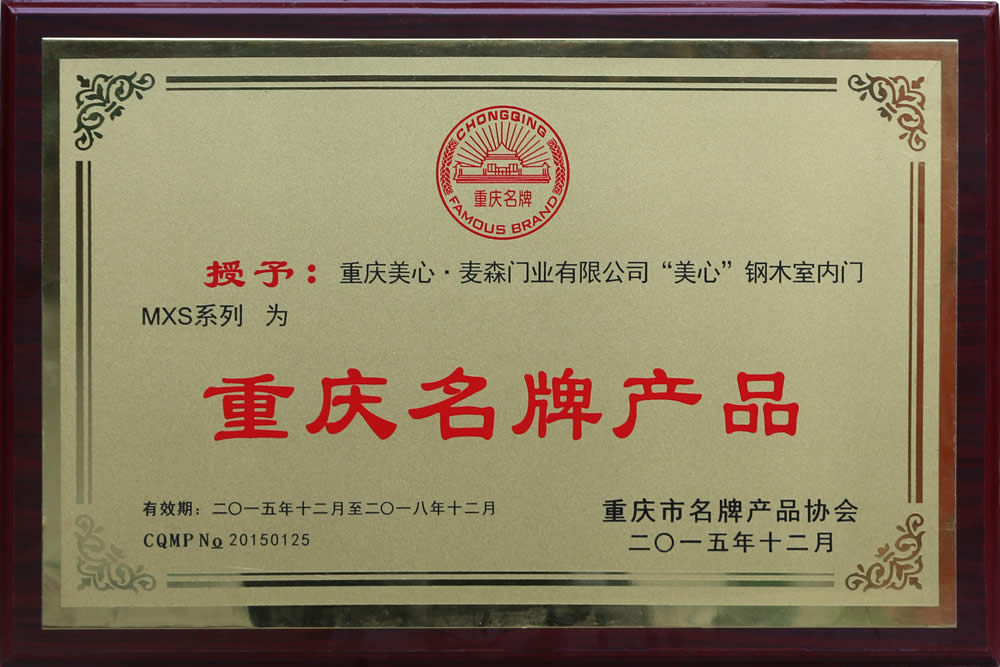 CHONGQING
重庆名牌
FAMOUS BRAND
授予：重庆美心·麦森门业有限公司“美心”钢木室内门
MXS系列 为
重庆名牌产品
有效期：二〇一五年十二月至二〇一八年十二月
CQMP No 20150125
重庆市名牌产品协会
二〇一五年十二月